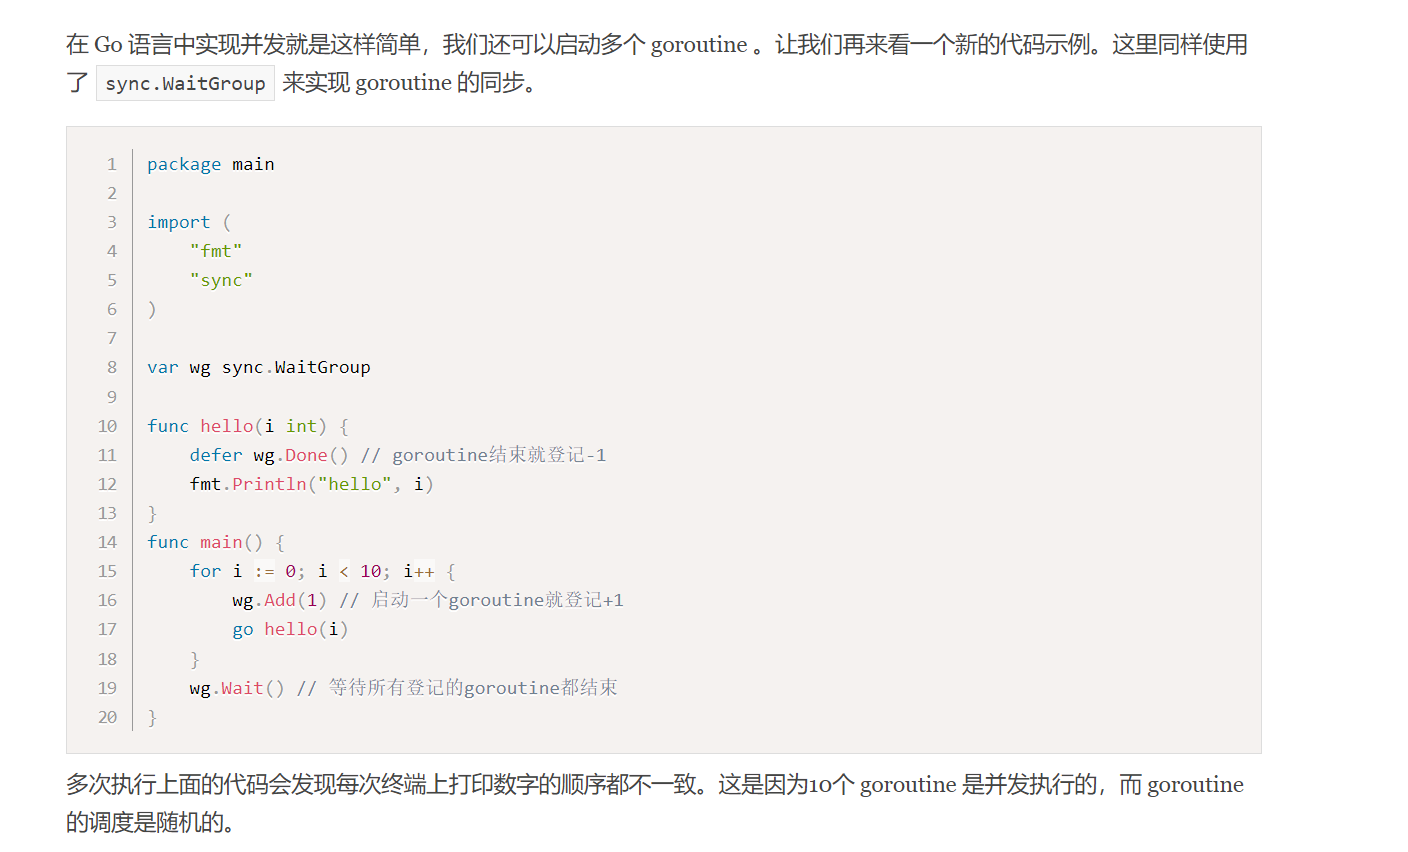 在 Go 语言中实现并发就是这样简单，我们还可以启动多个 goroutine 。让我们再来看一个新的代码示例。这里同样使用
了 sync.WaitGroup 来实现 goroutine 的同步。
1 package main
2
3 import (
4     "fmt"
5     "sync"
6 )
7
8 var wg sync.WaitGroup
9
10 func hello(i int) {
11     defer wg.Done() // goroutine结束就登记-1
12     fmt.Println("hello", i)
13 }
14 func main() {
15     for i := 0; i < 10; i++ {
16         wg.Add(1) // 启动一个goroutine就登记+1
17         go hello(i)
18     }
19     wg.Wait() // 等待所有登记的goroutine都结束
20 }
多次执行上面的代码会发现每次终端上打印数字的顺序都不一致。这是因为10个 goroutine 是并发执行的，而 goroutine
的调度是随机的。